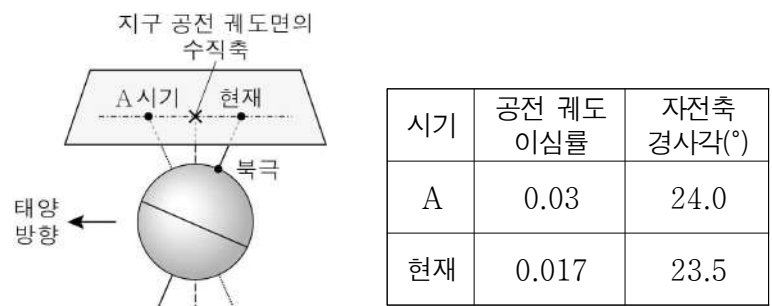 지구 공전 궤도면의
수직축
A 시기
현재
북극
태양
방향
시기 공전 궤도 이심률 자전축 경사각(°)
A 0.03 24.0
현재 0.017 23.5